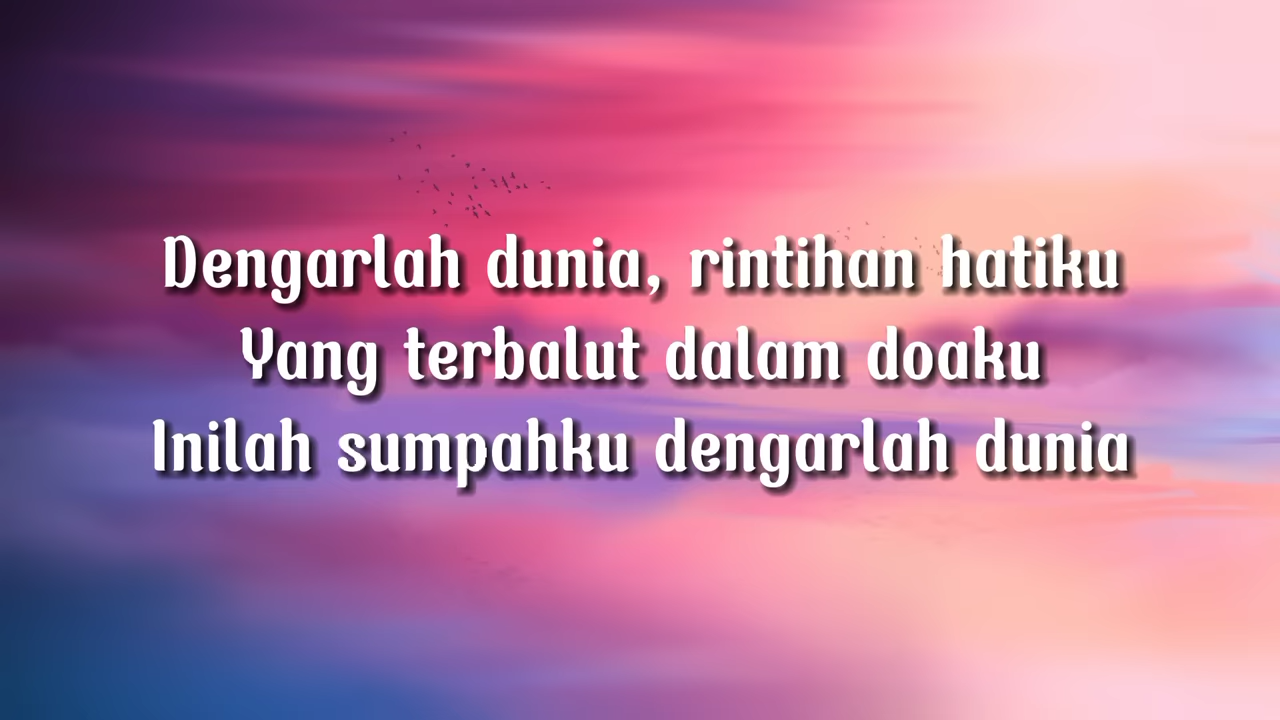 Dengarlah dunia, rintihan hatiku
Yang terbalut dalam doaku
Inilah sumpahku dengarlah dunia